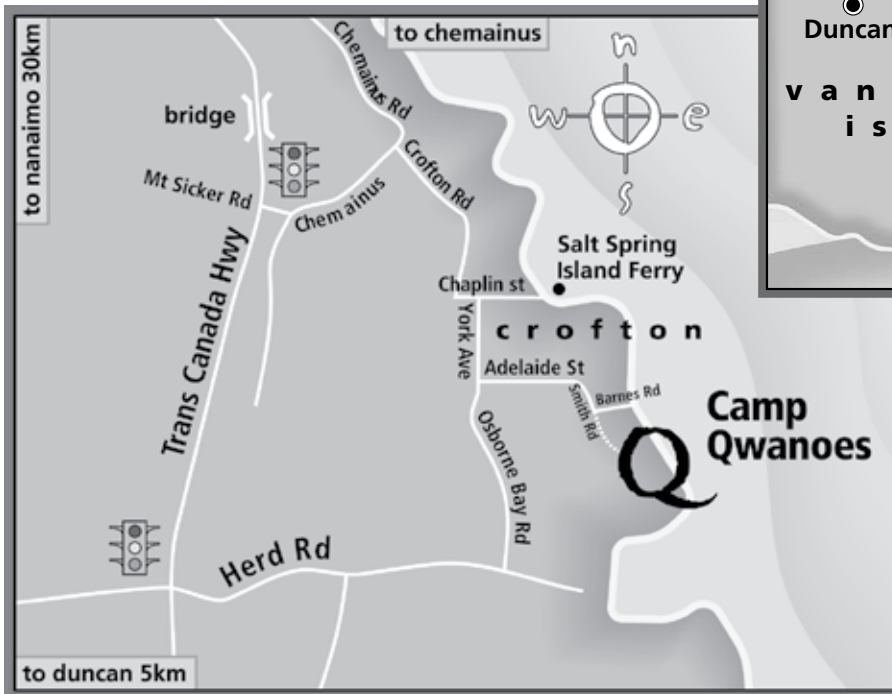 to nanaimo 30km
to chemainus
Duncan
v a n
i s
n
w
e
s
bridge
Chemainus Rd
Mt Sicker Rd
Chemainus
Crofton Rd
Trans Canada Hwy
Salt Spring
Island Ferry
Chaplin st
York Ave
c r o f t o n
Adelaide St
Smith Rd
Barnes Rd
Camp
Qwanoes
Q
Osborne Bay Rd
Herd Rd
to duncan 5km